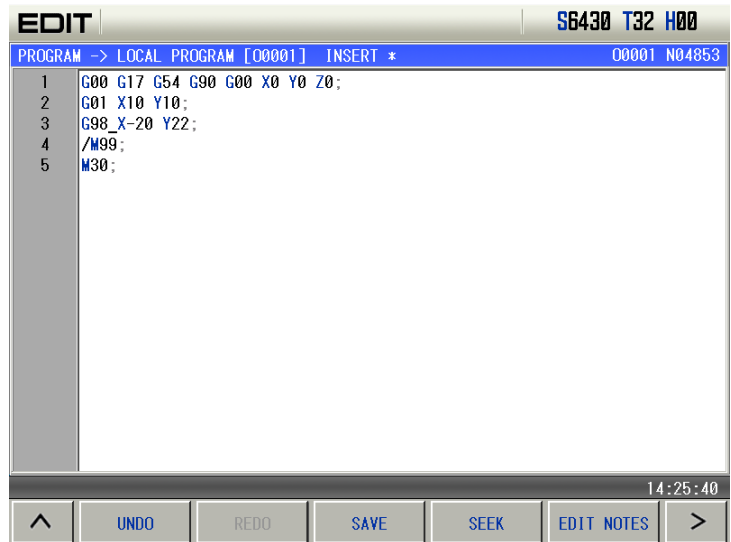 EDIT S6430 T32 H00
PROGRAM -> LOCAL PROGRAM [O0001] INSERT * O0001 N04853
1 G00 G17 G54 G90 G00 X0 Y0 Z0;
2 G01 X10 Y10;
3 G98_X-20 Y22;
4 /M99;
5 M30;
14:25:40
^ UNDO REDO SAVE SEEK EDIT NOTES >